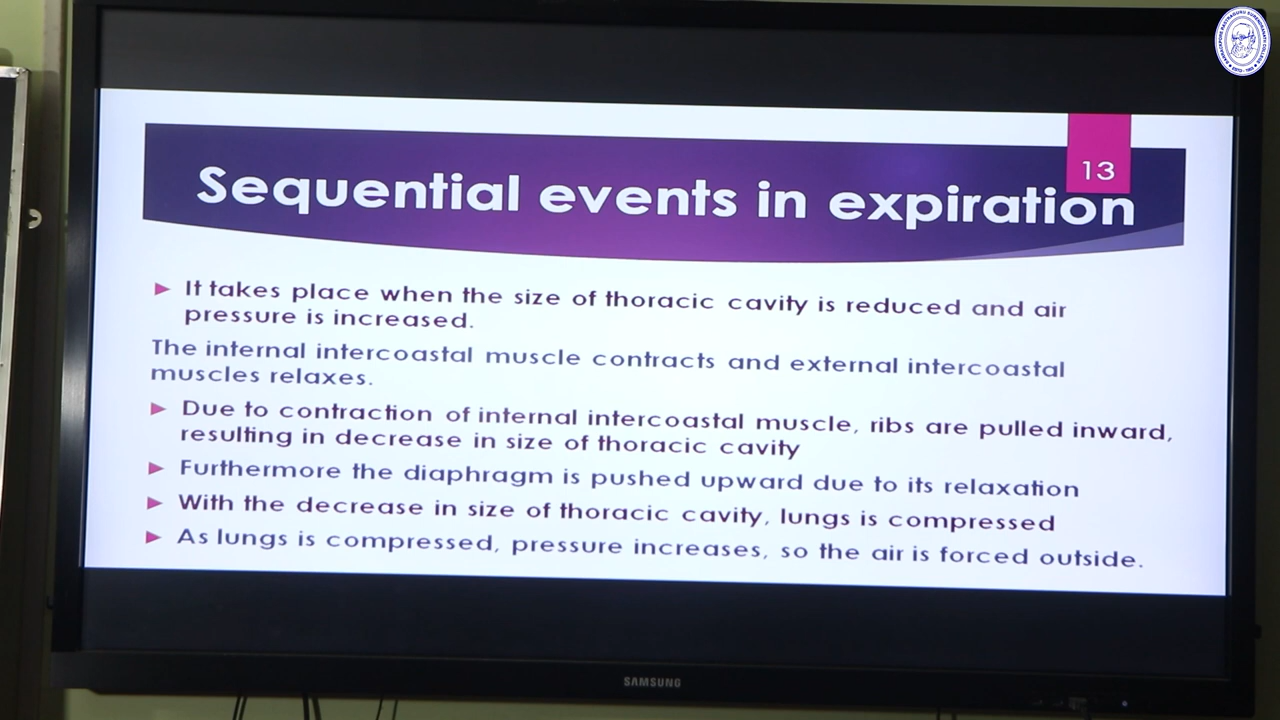 13
Sequential events in expiration
It takes place when the size of thoracic cavity is reduced and air
pressure is increased.
The internal intercoastal muscle contracts and external intercoastal
muscles relaxes.
Due to contraction of internal intercoastal muscle, ribs are pulled inward,
resulting in decrease in size of thoracic cavity
Furthermore the diaphragm is pushed upward due to its relaxation
With the decrease in size of thoracic cavity, lungs is compressed
As lungs is compressed, pressure increases, so the air is forced outside.
SAMSUNG